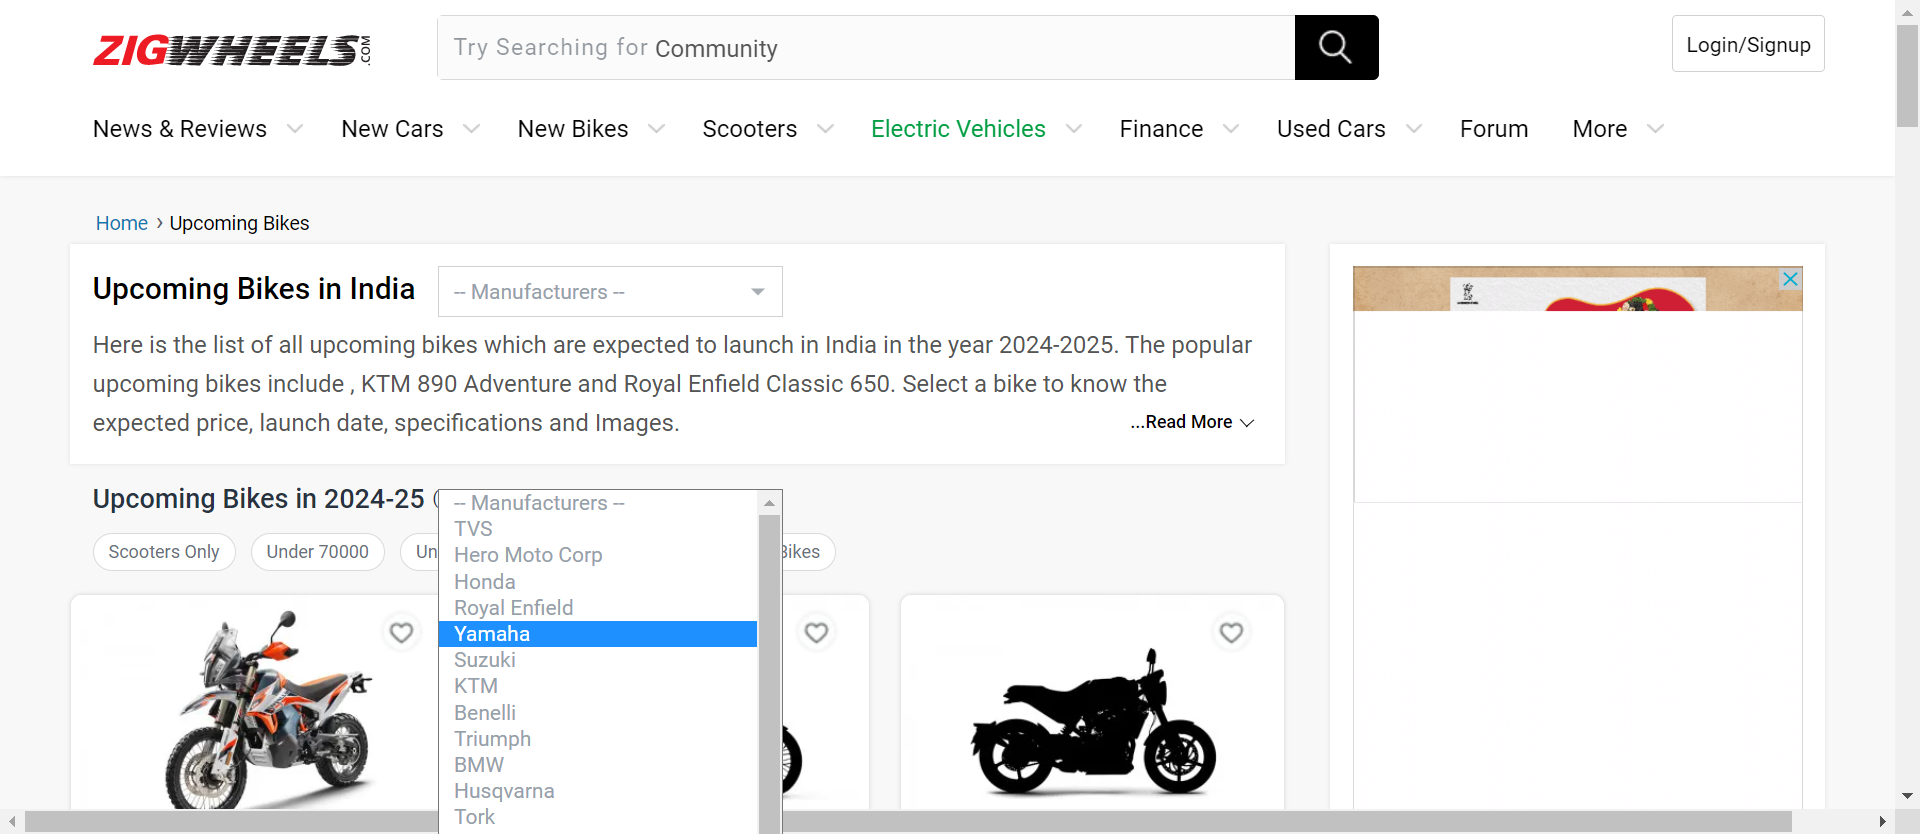 ZIGWHEELS.COM
Try Searching for Community
Login/Signup
News & Reviews New Cars New Bikes Scooters Electric Vehicles Finance Used Cars Forum More
Home › Upcoming Bikes
Upcoming Bikes in India
-- Manufacturers --
Here is the list of all upcoming bikes which are expected to launch in India in the year 2024-2025. The popular
upcoming bikes include , KTM 890 Adventure and Royal Enfield Classic 650. Select a bike to know the
expected price, launch date, specifications and Images.
...Read More
Upcoming Bikes in 2024-25
Scooters Only Under 70000 Un Bikes
-- Manufacturers --
TVS
Hero Moto Corp
Honda
Royal Enfield
Yamaha
Suzuki
KTM
Benelli
Triumph
BMW
Husqvarna
Tork